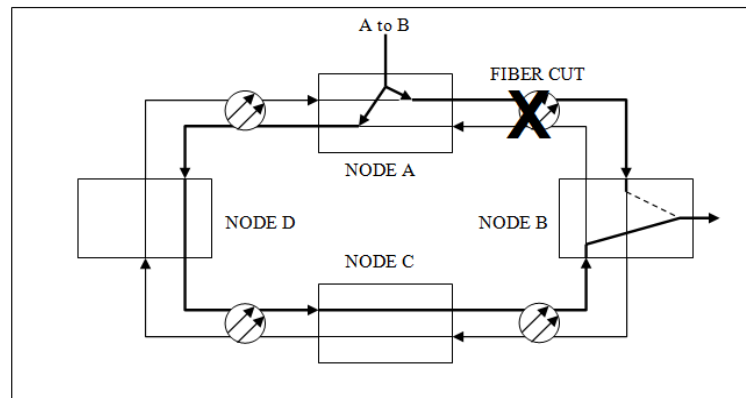 A to B
FIBER CUT
X
NODE A
NODE D
NODE B
NODE C